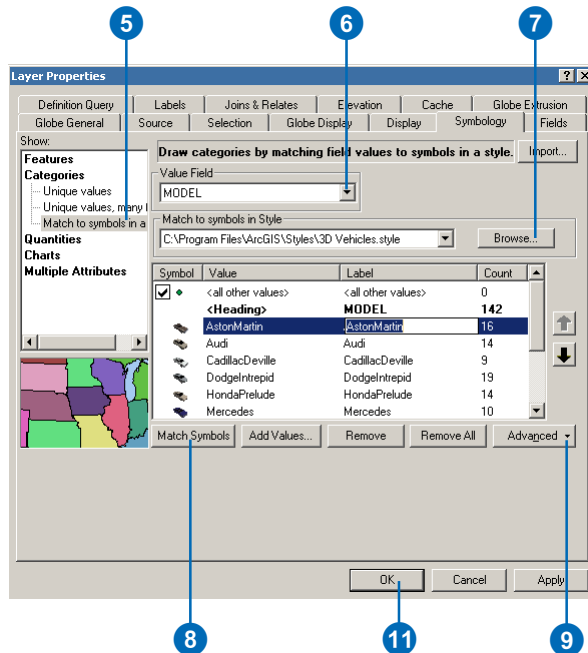 5 6 7
Layer Properties
Definition Query Labels Joins & Relates Elevation Cache Globe Extrusion
Globe General Source Selection Globe Display Display Symbology Fields
Show:
Features
Categories
Unique values
Unique values, many f
Match to symbols in a
Quantities
Charts
Multiple Attributes
Draw categories by matching field values to symbols in a style.
Import...
Value Field
MODEL
Match to symbols in Style
C:\Program Files\ArcGIS\Styles\3D Vehicles.style
Browse...
Symbol Value Label Count
<all other values> <all other values> 0
<Heading> MODEL 142
AstonMartin AstonMartin 16
Audi Audi 14
CadillacDeville CadillacDeville 9
DodgeIntrepid DodgeIntrepid 19
HondaPrelude HondaPrelude 14
Mercedes Mercedes 10
Match Symbols Add Values... Remove Remove All Advanced
OK Cancel Apply
8 11 9